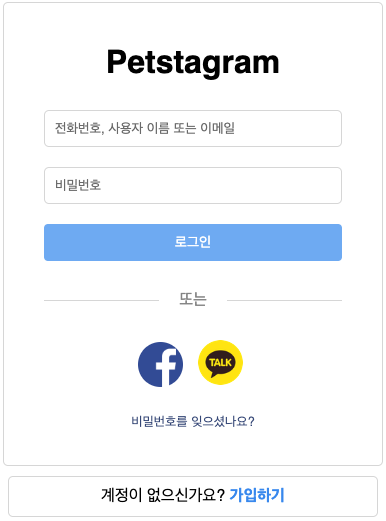 Petstagram
전화번호, 사용자 이름 또는 이메일
비밀번호
로그인
또는
TALK
비밀번호를 잊으셨나요?
계정이 없으신가요? 가입하기